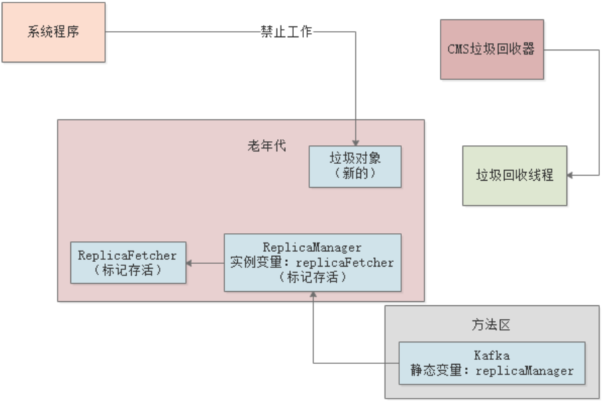 系统程序
禁止工作
CMS垃圾回收器
老年代
垃圾对象
（新的）
垃圾回收线程
ReplicaFetcher
（标记存活）
ReplicaManager
实例变量：replicaFetcher
（标记存活）
方法区
Kafka
静态变量：replicaManager